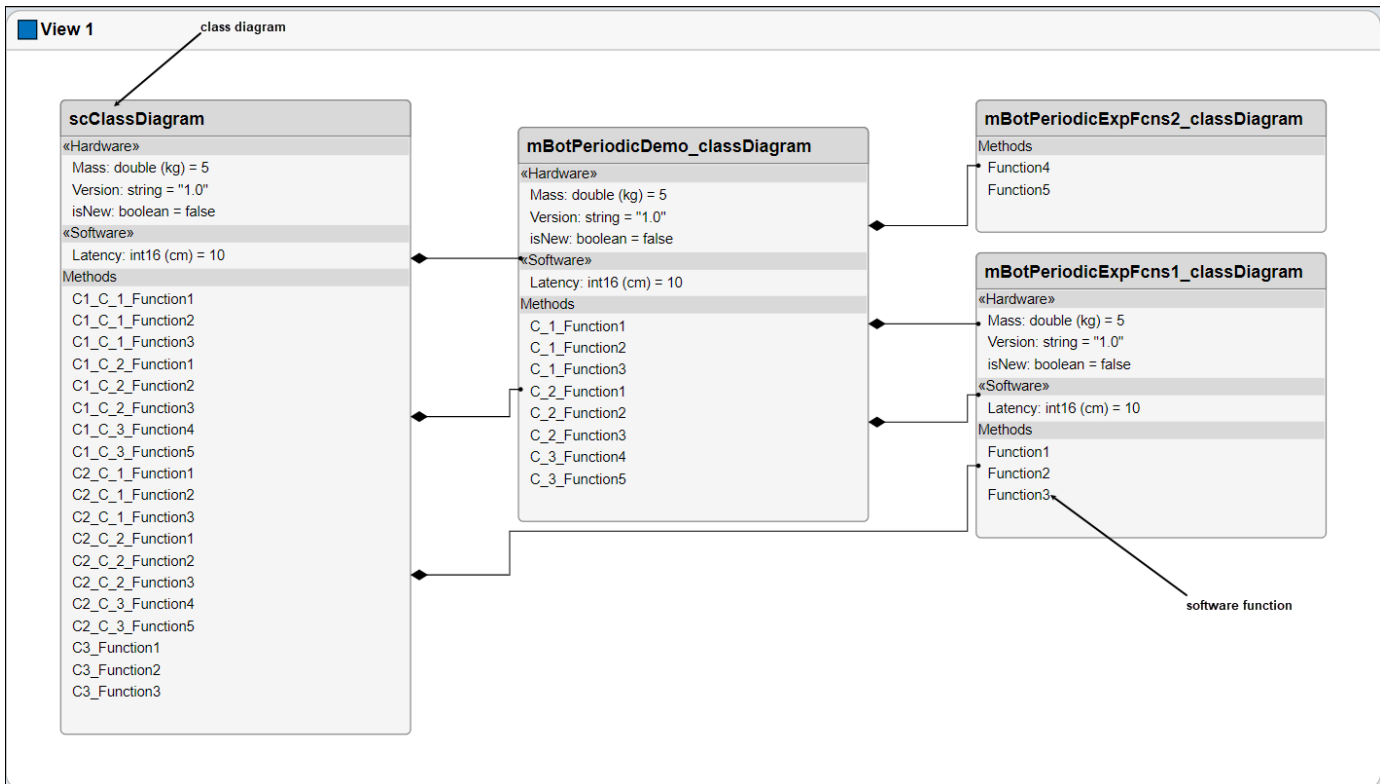 View 1
class diagram
scClassDiagram
«Hardware»
Mass: double (kg) = 5
Version: string = "1.0"
isNew: boolean = false
«Software»
Latency: int16 (cm) = 10
Methods
C1_C_1_Function1
C1_C_1_Function2
C1_C_1_Function3
C1_C_2_Function1
C1_C_2_Function2
C1_C_2_Function3
C1_C_3_Function4
C1_C_3_Function5
C2_C_1_Function1
C2_C_1_Function2
C2_C_1_Function3
C2_C_2_Function1
C2_C_2_Function2
C2_C_2_Function3
C2_C_3_Function4
C2_C_3_Function5
C3_Function1
C3_Function2
C3_Function3
mBotPeriodicDemo_classDiagram
«Hardware»
Mass: double (kg) = 5
Version: string = "1.0"
isNew: boolean = false
«Software»
Latency: int16 (cm) = 10
Methods
C_1_Function1
C_1_Function2
C_1_Function3
C_2_Function1
C_2_Function2
C_2_Function3
C_3_Function4
C_3_Function5
mBotPeriodicExpFcns2_classDiagram
Methods
Function4
Function5
mBotPeriodicExpFcns1_classDiagram
«Hardware»
Mass: double (kg) = 5
Version: string = "1.0"
isNew: boolean = false
«Software»
Latency: int16 (cm) = 10
Methods
Function1
Function2
Function3
software function